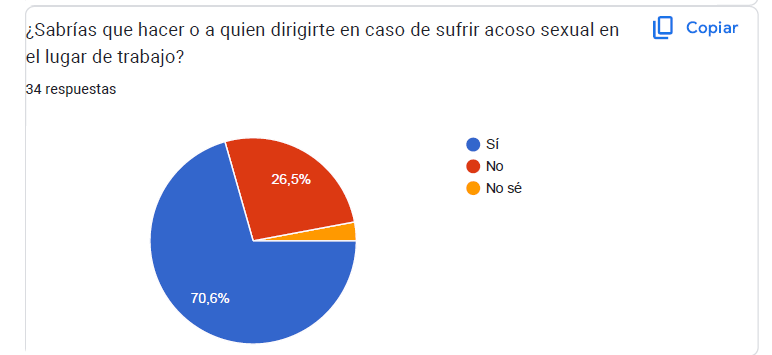 ¿Sabrías que hacer o a quien dirigirte en caso de sufrir acoso sexual en
el lugar de trabajo?
Copiar
34 respuestas
Sí
No
No sé
26,5%
70,6%